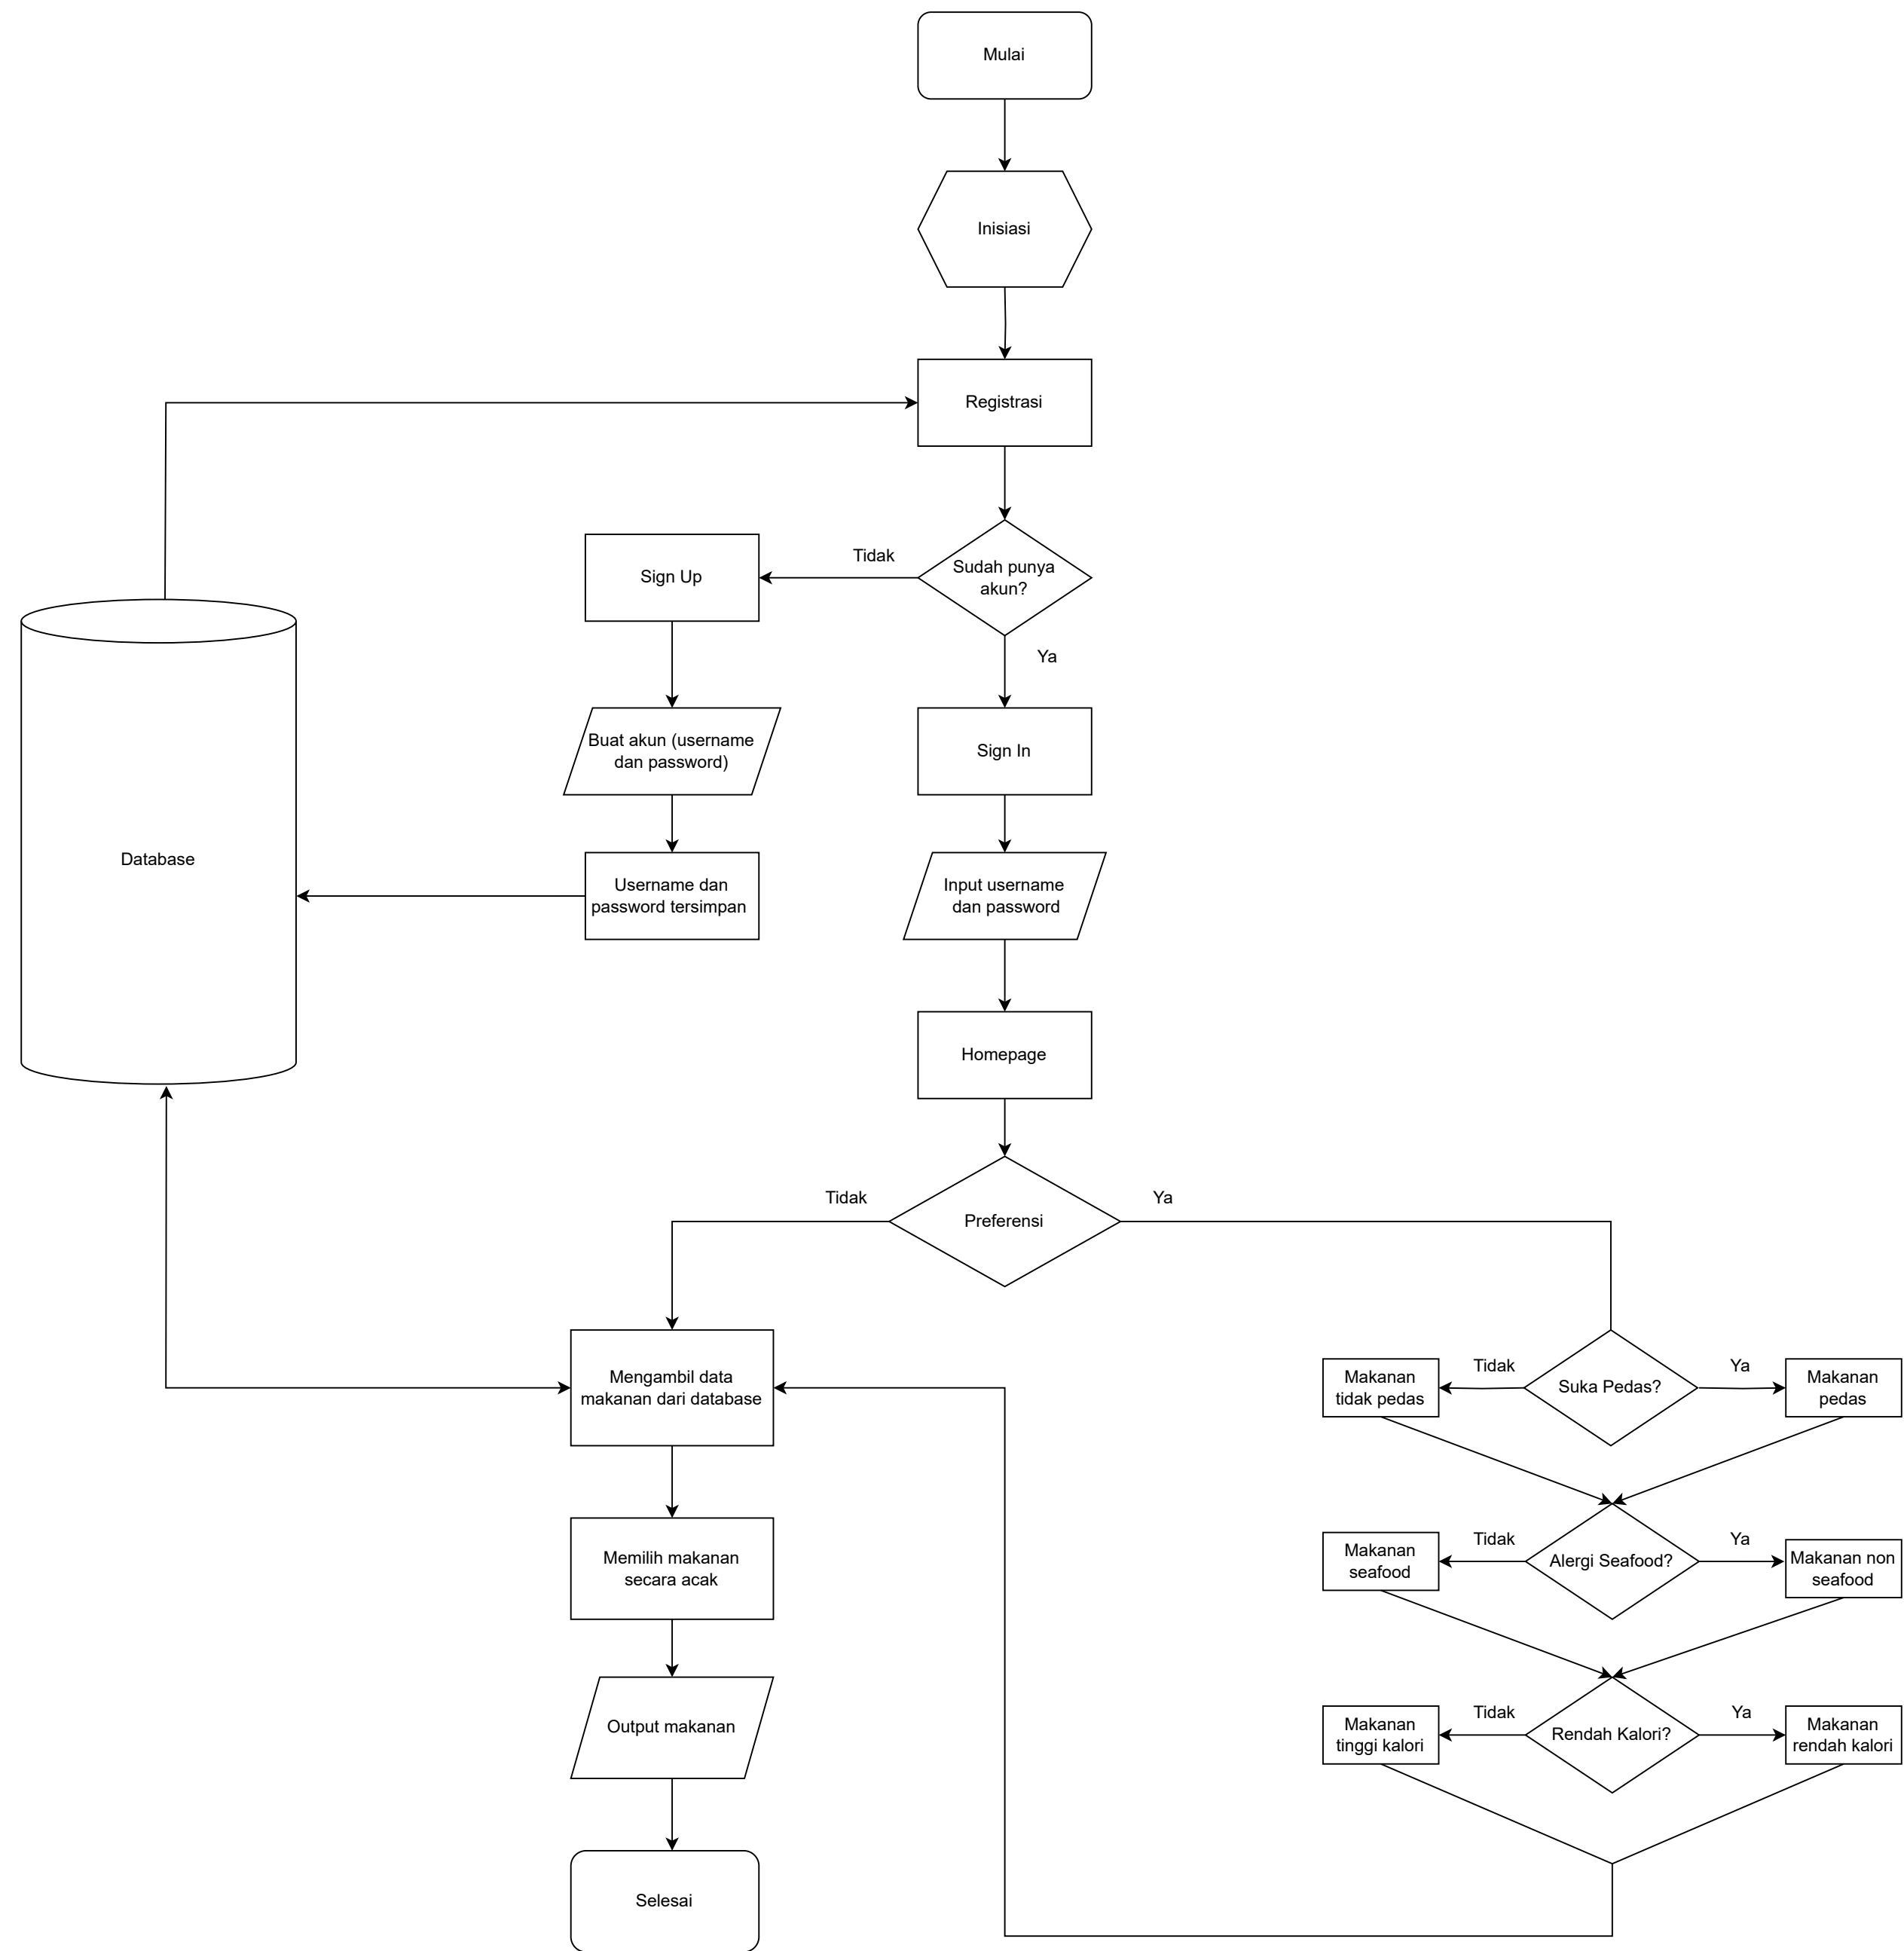 Mulai
Inisiasi
Registrasi
Sudah punya
akun?
Tidak
Ya
Sign Up
Buat akun (username
dan password)
Username dan
password tersimpan
Database
Sign In
Input username
dan password
Homepage
Preferensi
Tidak
Ya
Mengambil data
makanan dari database
Memilih makanan
secara acak
Output makanan
Selesai
Suka Pedas?
Tidak
Ya
Makanan
tidak pedas
Makanan
pedas
Alergi Seafood?
Tidak
Ya
Makanan
seafood
Makanan non
seafood
Rendah Kalori?
Tidak
Ya
Makanan
tinggi kalori
Makanan
rendah kalori